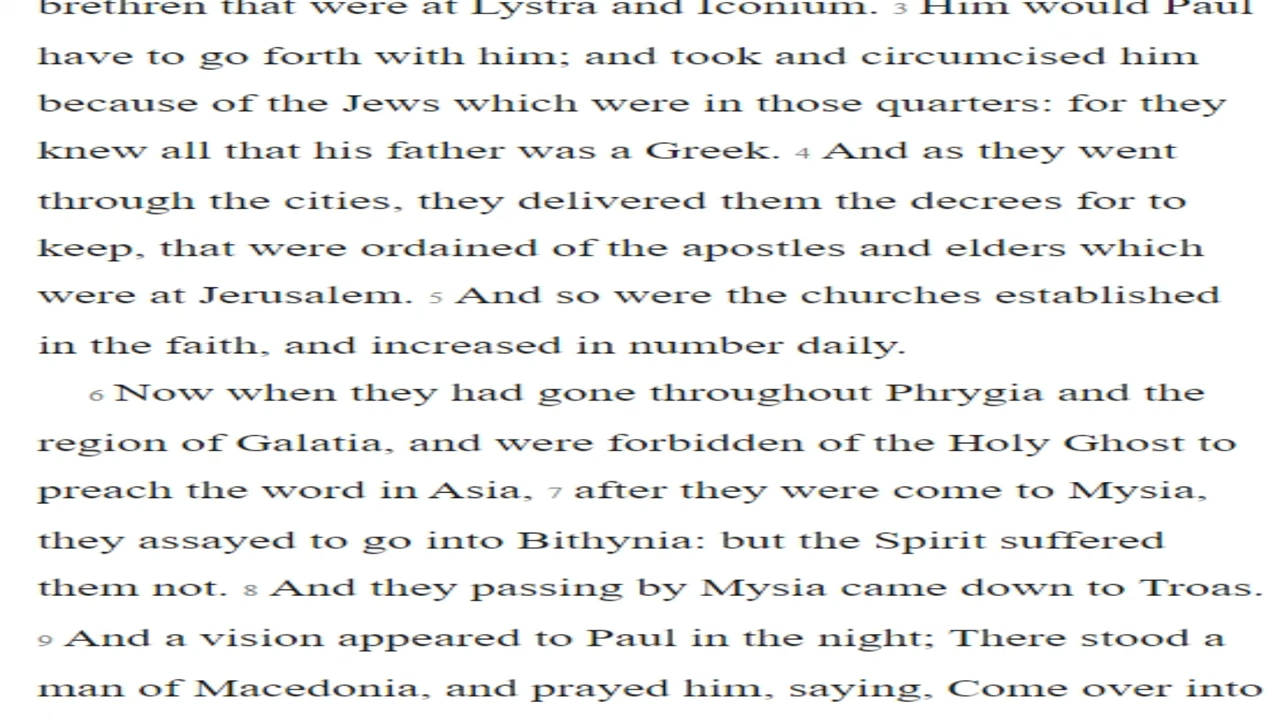 brethren that were at Lystra and Iconium. 3 Him would Paul
have to go forth with him; and took and circumcised him
because of the Jews which were in those quarters: for they
knew all that his father was a Greek. 4 And as they went
through the cities, they delivered them the decrees for to
keep, that were ordained of the apostles and elders which
were at Jerusalem. 5 And so were the churches established
in the faith, and increased in number daily.
6 Now when they had gone throughout Phrygia and the
region of Galatia, and were forbidden of the Holy Ghost to
preach the word in Asia, 7 after they were come to Mysia,
they assayed to go into Bithynia: but the Spirit suffered
them not. 8 And they passing by Mysia came down to Troas.
9 And a vision appeared to Paul in the night; There stood a
man of Macedonia, and prayed him, saying, Come over into